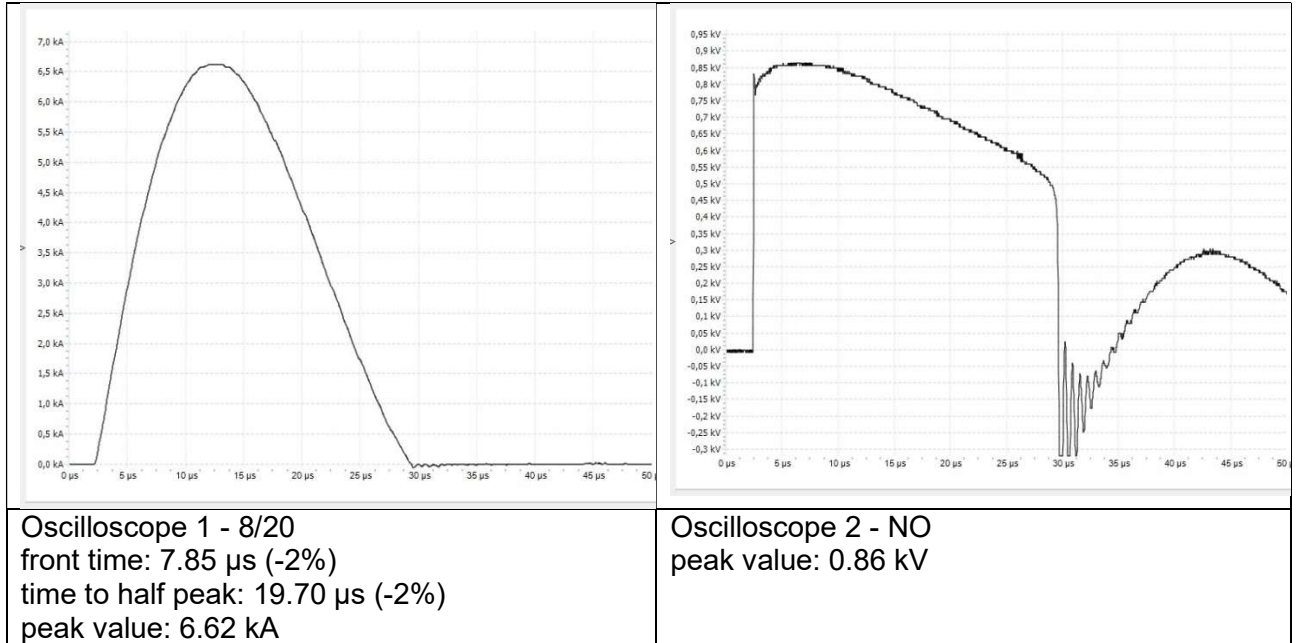 7,0 kA
6,5 kA
6,0 kA
5,5 kA
5,0 kA
4,5 kA
4,0 kA
3,5 kA
3,0 kA
2,5 kA
2,0 kA
1,5 kA
1,0 kA
0,5 kA
0,0 kA
0 µs 5 µs 10 µs 15 µs 20 µs 25 µs 30 µs 35 µs 40 µs 45 µs 50
0,95 kV
0,9 kV
0,85 kV
0,8 kV
0,75 kV
0,7 kV
0,65 kV
0,6 kV
0,55 kV
0,5 kV
0,45 kV
0,4 kV
0,35 kV
0,3 kV
0,25 kV
0,2 kV
0,15 kV
0,1 kV
0,05 kV
0,0 kV
-0,05 kV
-0,1 kV
-0,15 kV
-0,2 kV
-0,25 kV
-0,3 kV
0 µs 5 µs 10 µs 15 µs 20 µs 25 µs 30 µs 35 µs 40 µs 45 µs 50
Oscilloscope 1 - 8/20
front time: 7.85 µs (-2%)
time to half peak: 19.70 µs (-2%)
peak value: 6.62 kA
Oscilloscope 2 - NO
peak value: 0.86 kV